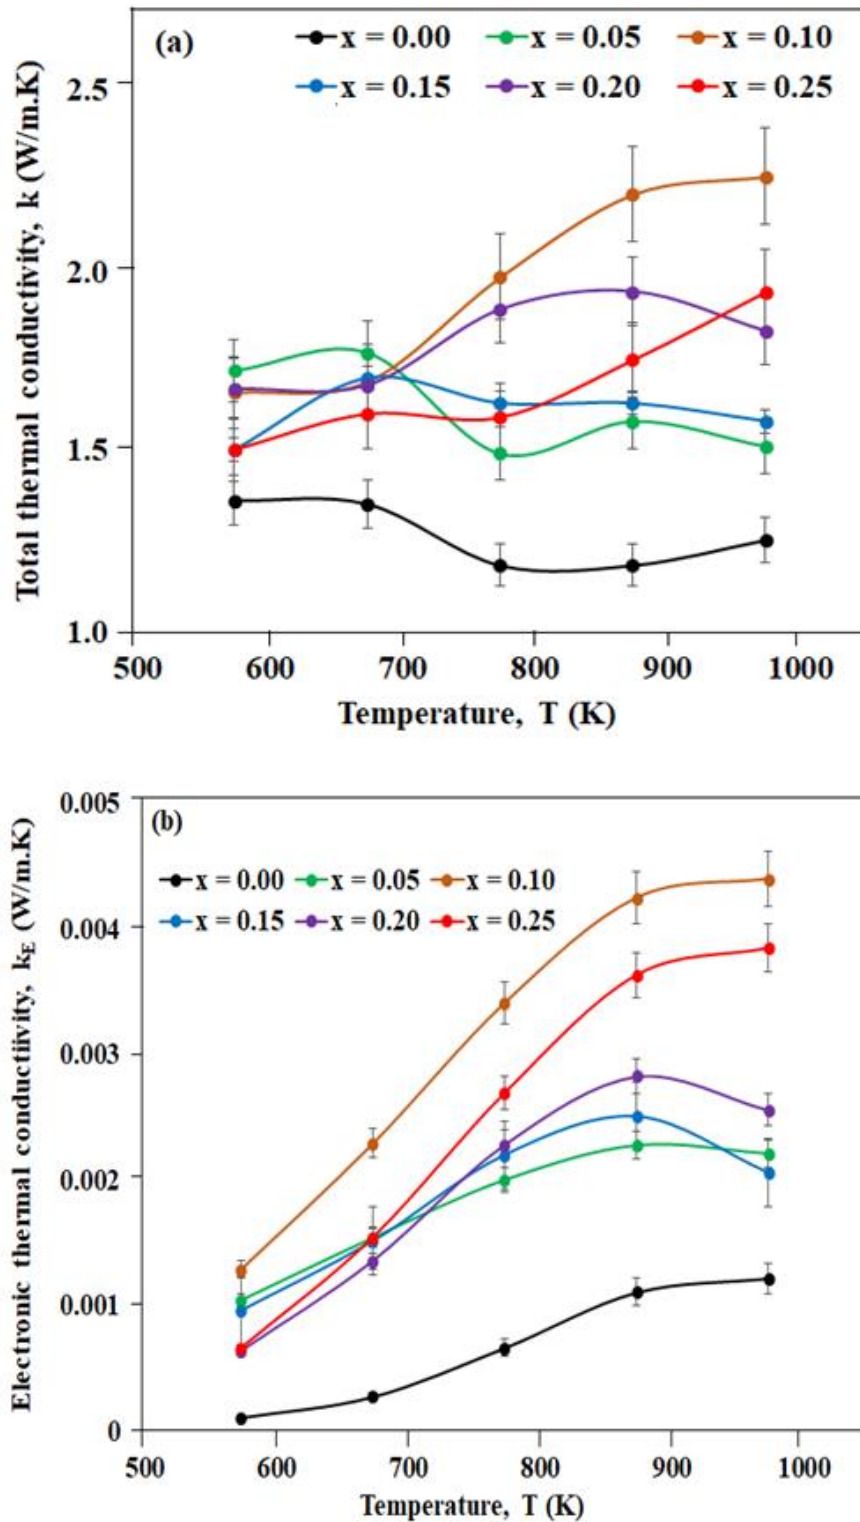 (a)
x = 0.00 x = 0.05 x = 0.10
x = 0.15 x = 0.20 x = 0.25
Total thermal conductivity, k (W/m.K)
2.5
2.0
1.5
1.0
500 600 700 800 900 1000
Temperature, T (K)
(b)
x = 0.00 x = 0.05 x = 0.10
x = 0.15 x = 0.20 x = 0.25
Electronic thermal conductiivity, kE (W/m.K)
0.005
0.004
0.003
0.002
0.001
0
500 600 700 800 900 1000
Temperature, T (K)